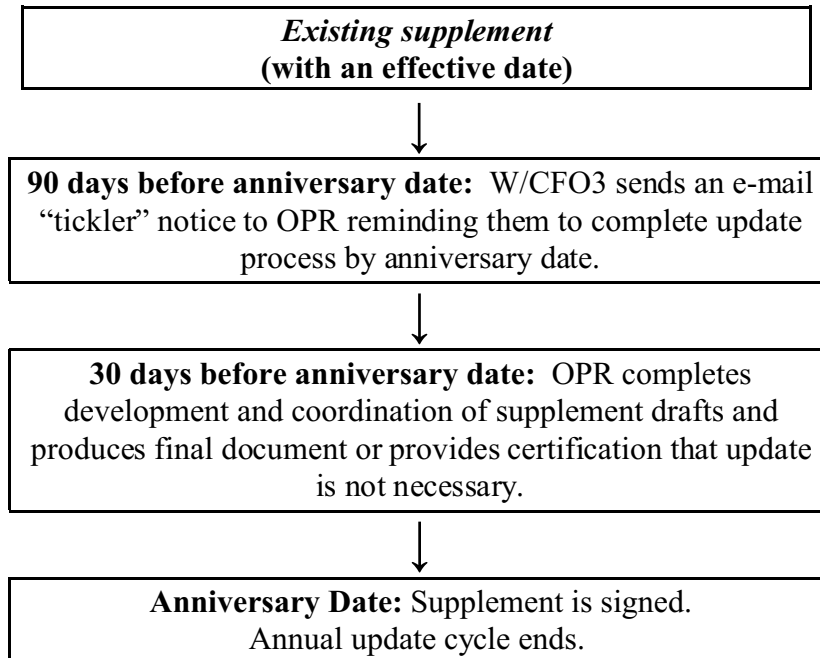 Existing supplement
(with an effective date)
90 days before anniversary date: W/CFO3 sends an e-mail
“tickler” notice to OPR reminding them to complete update
process by anniversary date.
30 days before anniversary date: OPR completes
development and coordination of supplement drafts and
produces final document or provides certification that update
is not necessary.
Anniversary Date: Supplement is signed.
Annual update cycle ends.